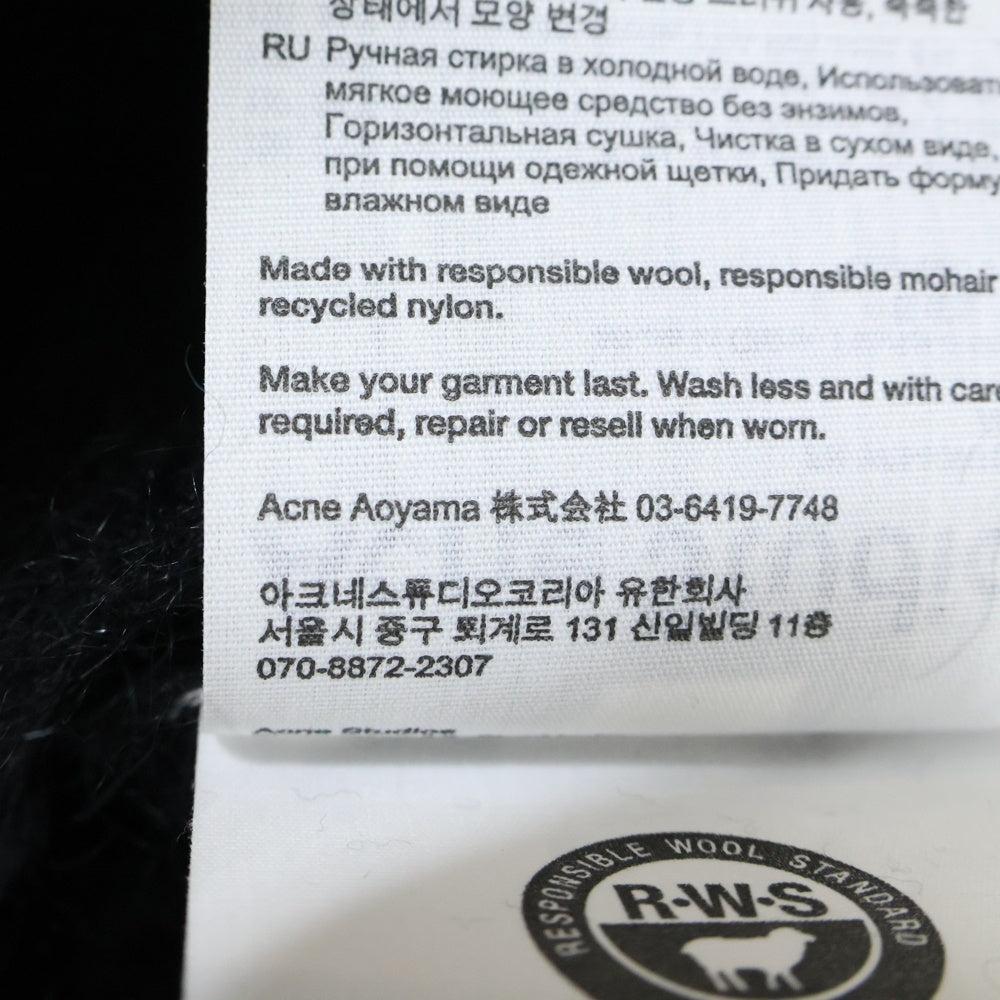 상태에서 모양 변경
RU Ручная стирка в холодной воде, Использоват
мягкое моющее средство без энзимов,
Горизонтальная сушка, Чистка в сухом виде,
при помощи одежной щетки, Придать форму
влажном виде
Made with responsible wool, responsible mohair
recycled nylon.
Make your garment last. Wash less and with car
required, repair or resell when worn.
Acne Aoyama 株式会社 03-6419-7748
아크네스튜디오코리아 유한회사
서울시 중구 퇴계로 131 신일빌딩 11층
070-8872-2307
Acne Studios
RESPONSIBLE WOOL STANDARD
R·W·S